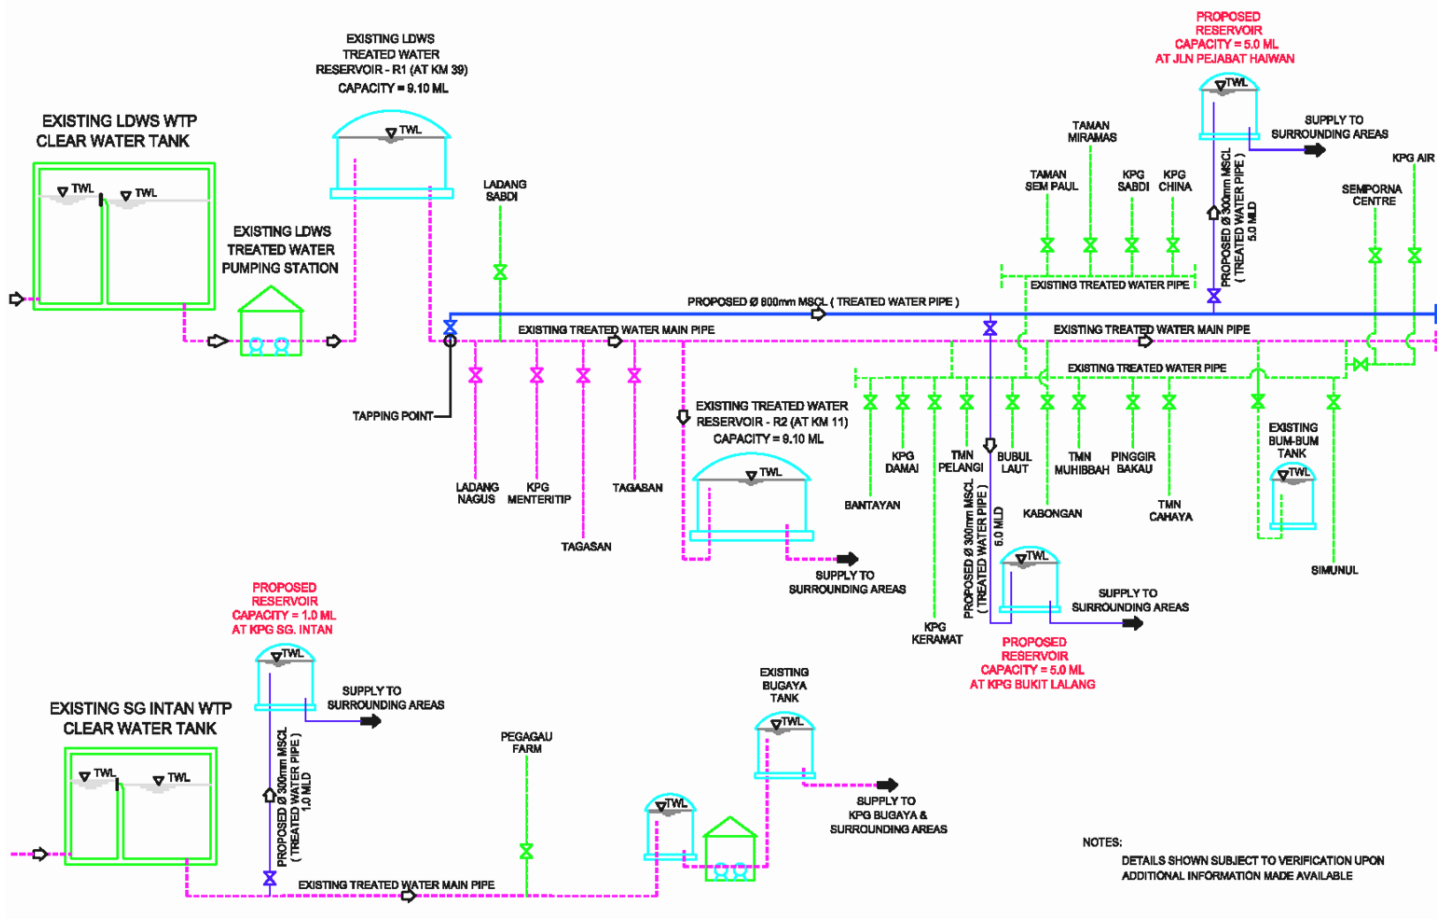 EXISTING LDWS
TREATED WATER
RESERVOIR - R1 (AT KM 39)
CAPACITY = 9.10 ML
TWL
EXISTING LDWS WTP
CLEAR WATER TANK
TWL
TWL
EXISTING LDWS
TREATED WATER
PUMPING STATION
LADANG
SABDI
PROPOSED
RESERVOIR
CAPACITY = 5.0 ML
AT JLN PEJABAT HAIWAN
TWL
SUPPLY TO
SURROUNDING AREAS
TAMAN
MIRAMAS
TAMAN
SEM PAUL
KPG
SABDI
KPG
CHINA
PROPOSED Ø 300mm MSCL
( TREATED WATER PIPE )
5.0 MLD
KPG AIR
SEMPORNA
CENTRE
EXISTING TREATED WATER PIPE
PROPOSED Ø 800mm MSCL ( TREATED WATER PIPE )
EXISTING TREATED WATER MAIN PIPE
EXISTING TREATED WATER MAIN PIPE
EXISTING TREATED WATER PIPE
TAPPING POINT
EXISTING TREATED WATER
RESERVOIR - R2 (AT KM 11)
CAPACITY = 9.10 ML
TWL
LADANG
NAGUS
KPG
MENTERITIP
TAGASAN
TAGASAN
SUPPLY TO
SURROUNDING AREAS
BANTAYAN
KPG
DAMAI
KPG
KERAMAT
TMN
PELANGI
BUBUL
LAUT
KABONGAN
TMN
MUHIBBAH
PINGGIR
BAKAU
TMN
CAHAYA
EXISTING
BUM-BUM
TANK
TWL
SIMUNUL
PROPOSED Ø 300mm MSCL
( TREATED WATER PIPE )
5.0 MLD
TWL
SUPPLY TO
SURROUNDING AREAS
PROPOSED
RESERVOIR
CAPACITY = 5.0 ML
AT KPG BUKIT LALANG
PROPOSED
RESERVOIR
CAPACITY = 1.0 ML
AT KPG SG. INTAN
TWL
SUPPLY TO
SURROUNDING AREAS
EXISTING SG INTAN WTP
CLEAR WATER TANK
TWL
TWL
PROPOSED Ø 300mm MSCL
( TREATED WATER PIPE )
1.0 MLD
EXISTING TREATED WATER MAIN PIPE
PEGAGAU
FARM
TWL
EXISTING
BUGAYA
TANK
TWL
SUPPLY TO
KPG BUGAYA &
SURROUNDING AREAS
NOTES:
DETAILS SHOWN SUBJECT TO VERIFICATION UPON
ADDITIONAL INFORMATION MADE AVAILABLE